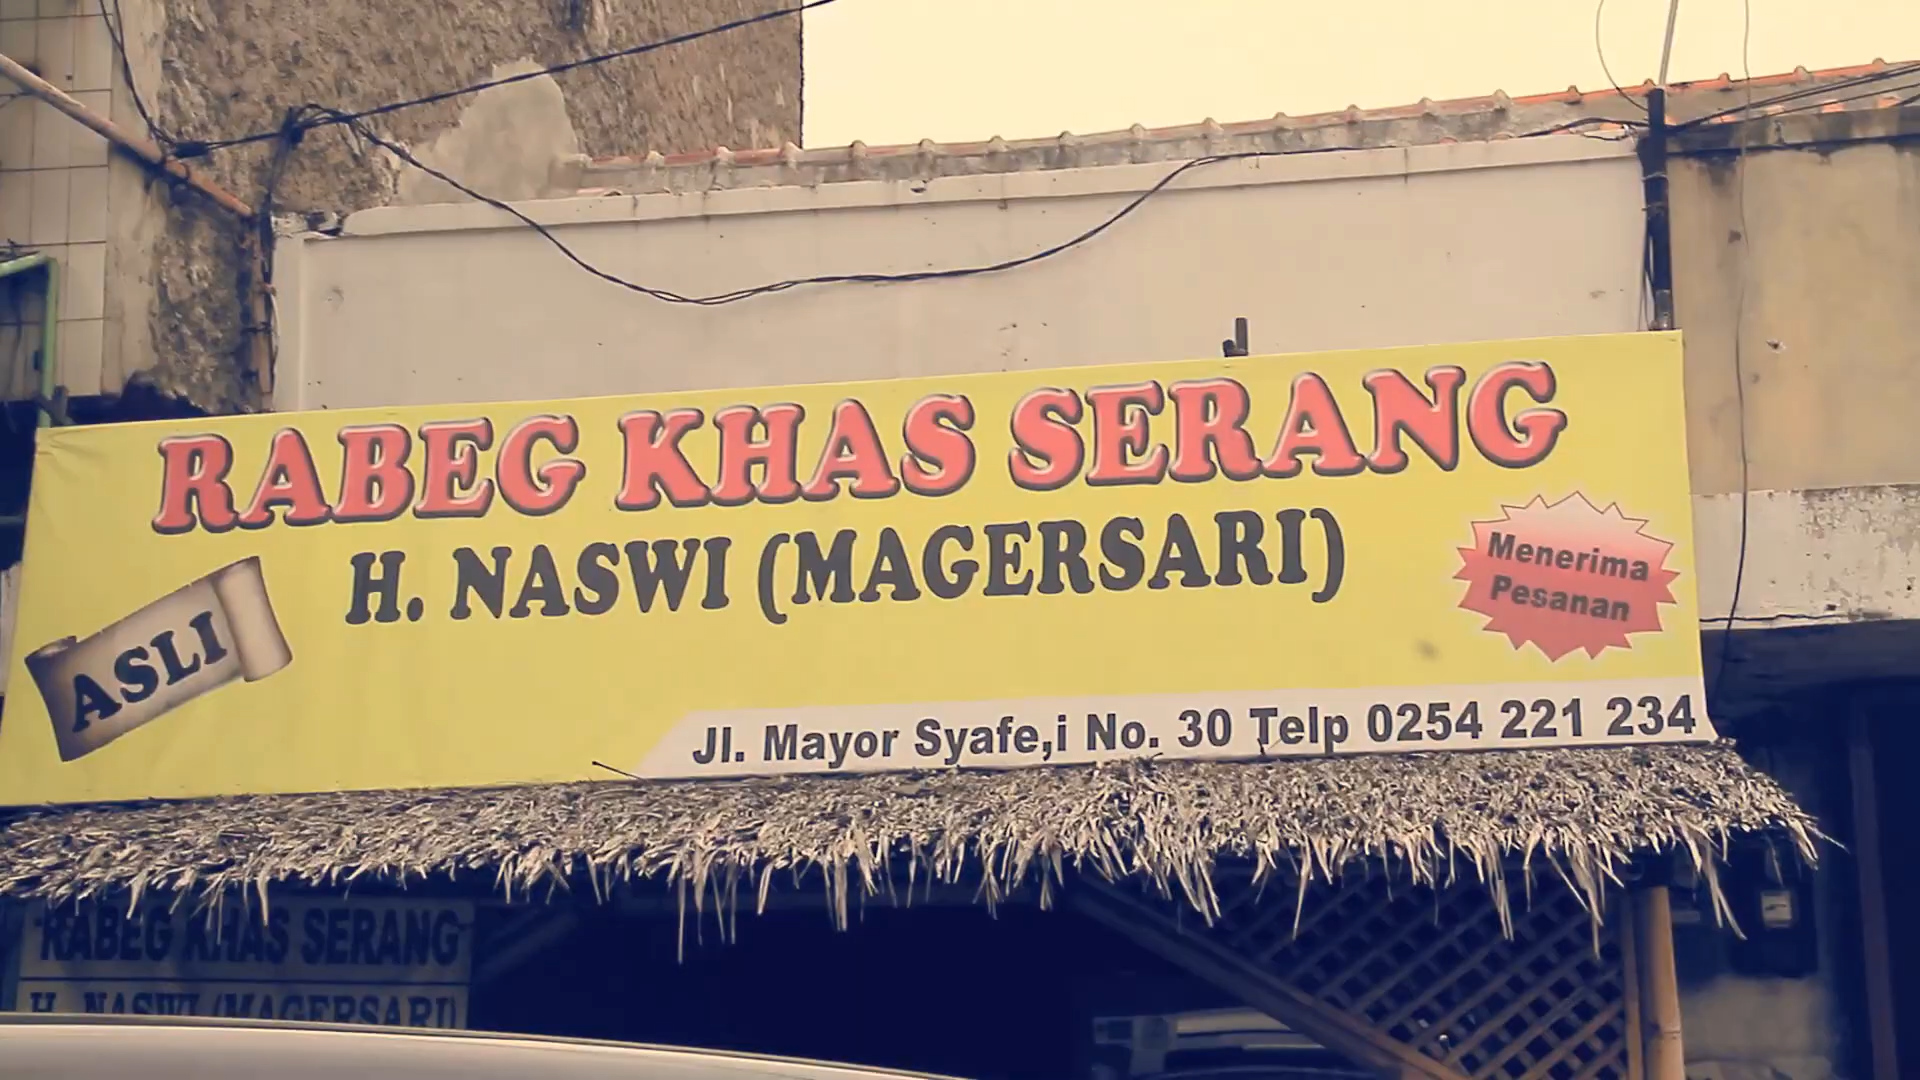 RABEG KHAS SERANG
H. NASWI (MAGERSARI)
ASLI
Menerima
Pesanan
Jl. Mayor Syafe,i No. 30 Telp 0254 221 234
RABEG KHAS SERANG
H. NASWI (MAGERSARI)